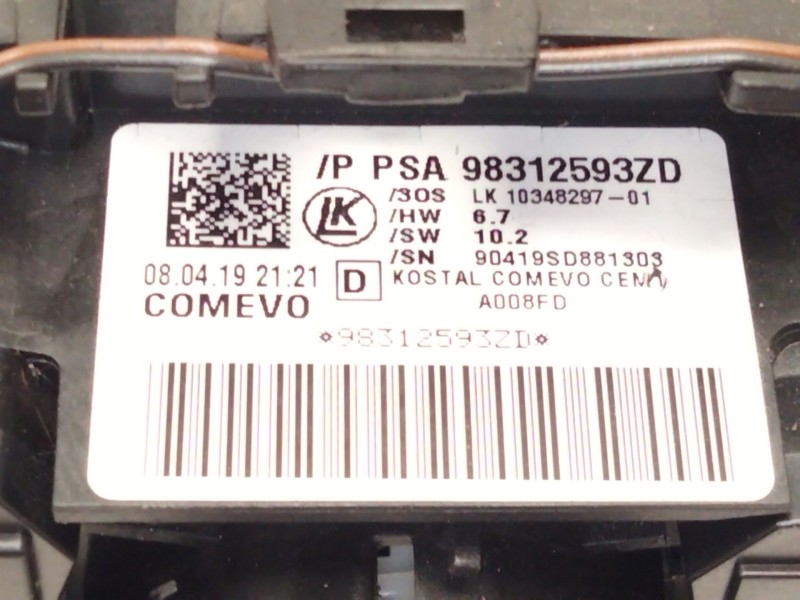 /P PSA 98312593ZD
/3OS LK 10348297-01
LK
/HW 6.7
/SW 10.2
/SN 90419SD881303
08.04.19 21:21 D KOSTAL COMEVO
COMEVO A008FD
*98312593ZD*